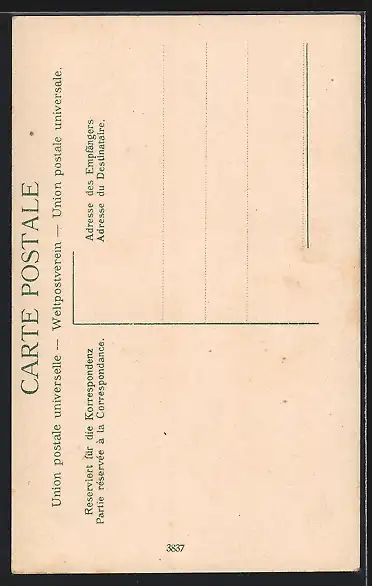 CARTE POSTALE
Union postale universelle — Weltpostverein — Union postale universale.
Reserviert für die Korrespondenz
Partie réservée à la Correspondance.
Adresse des Empfängers
Adresse du Destinataire.
3837